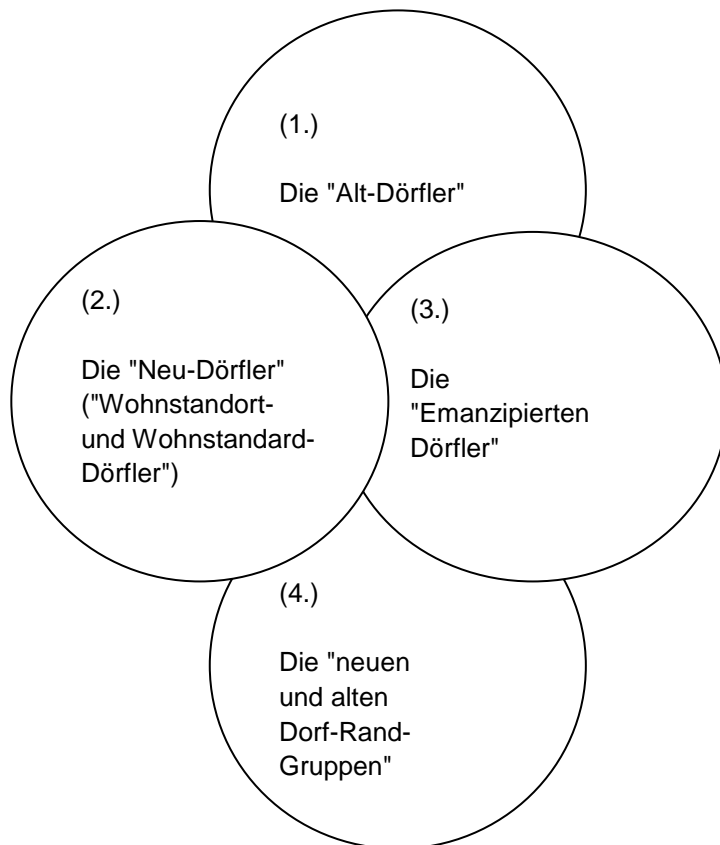 (1.)
Die "Alt-Dörfler"
(2.)
Die "Neu-Dörfler"
("Wohnstandort-
und Wohnstandard-
Dörfler")
(3.)
Die
"Emanzipierten
Dörfler"
(4.)
Die "neuen
und alten
Dorf-Rand-
Gruppen"